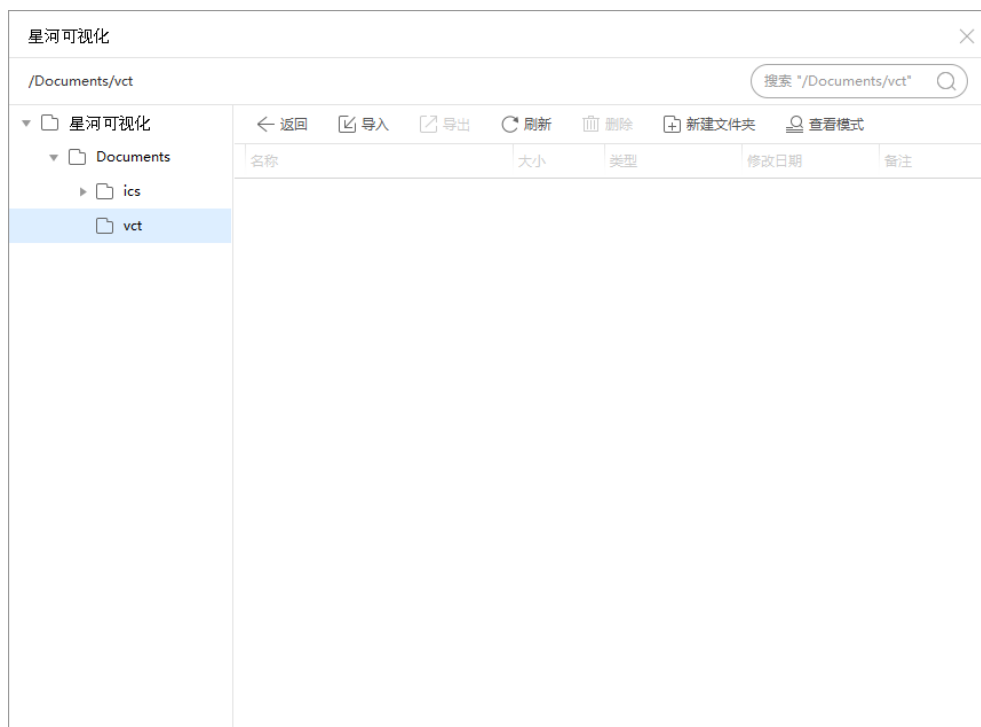 星河可视化
/Documents/vct
搜索 "/Documents/vct"
星河可视化
Documents
ics
vct
返回 导入 导出 刷新 删除 新建文件夹 查看模式
名称 大小 类型 修改日期 备注